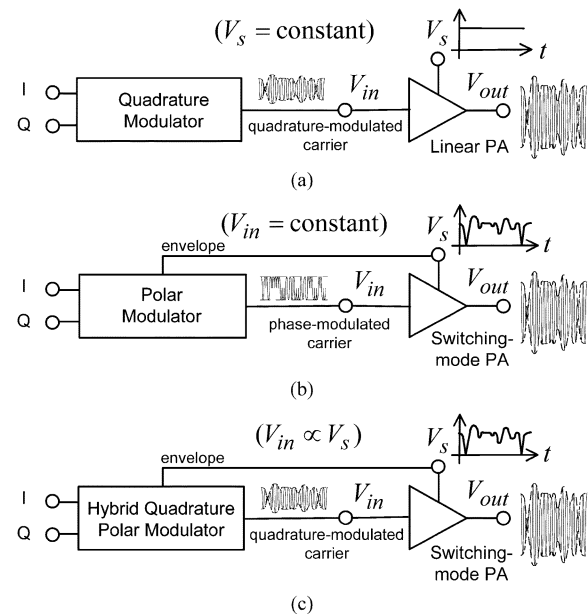 (Vs = constant)
Vs
t
I
Q
Quadrature
Modulator
Vin
quadrature-modulated
carrier
Vout
Linear PA
(a)
(Vin = constant)
envelope
Vs
t
I
Q
Polar
Modulator
Vin
phase-modulated
carrier
Vout
Switching-
mode PA
(b)
(Vin ∝ Vs)
envelope
Vs
t
I
Q
Hybrid Quadrature
Polar Modulator
Vin
quadrature-modulated
carrier
Vout
Switching-
mode PA
(c)